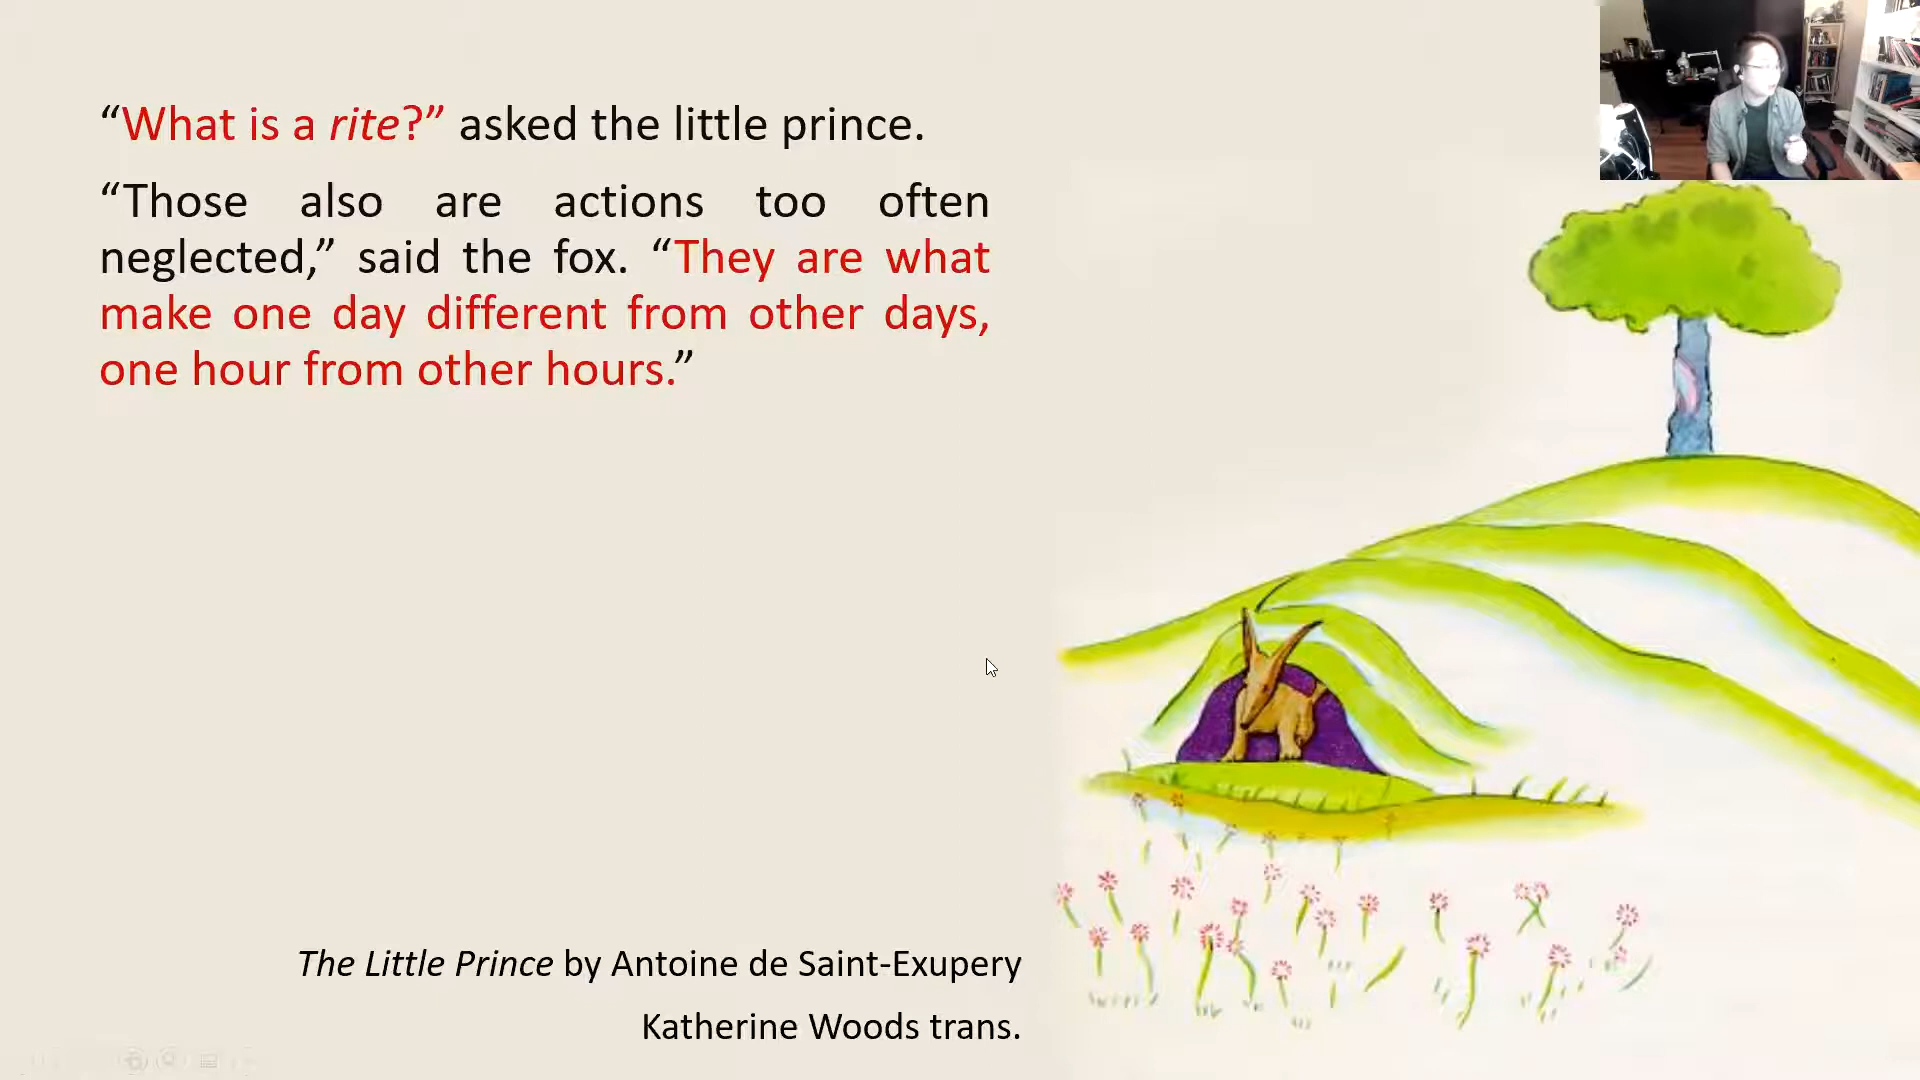 “What is a rite?” asked the little prince.
“Those also are actions too often
neglected,” said the fox. “They are what
make one day different from other days,
one hour from other hours.”
The Little Prince by Antoine de Saint-Exupery
Katherine Woods trans.